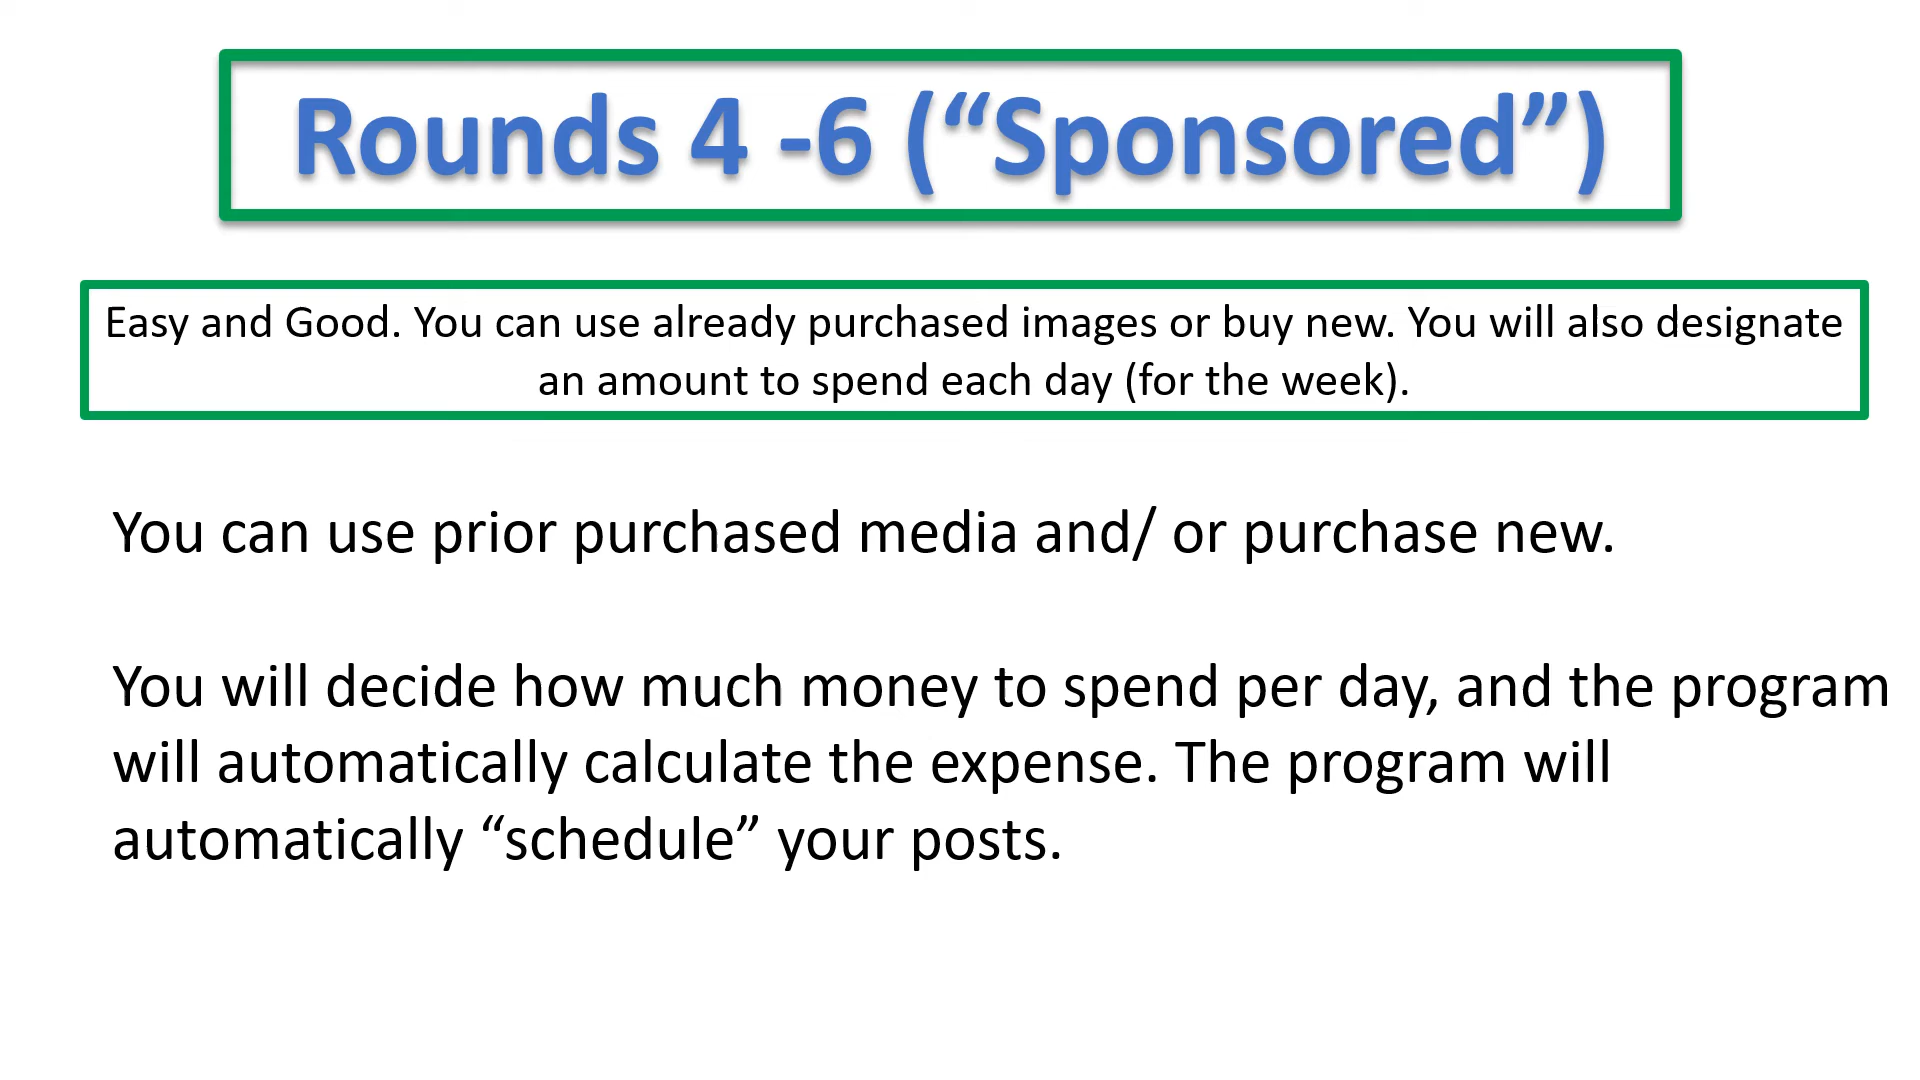 Rounds 4 -6 (“Sponsored”)
Easy and Good. You can use already purchased images or buy new. You will also designate
an amount to spend each day (for the week).
You can use prior purchased media and/ or purchase new.
You will decide how much money to spend per day, and the program
will automatically calculate the expense. The program will
automatically “schedule” your posts.